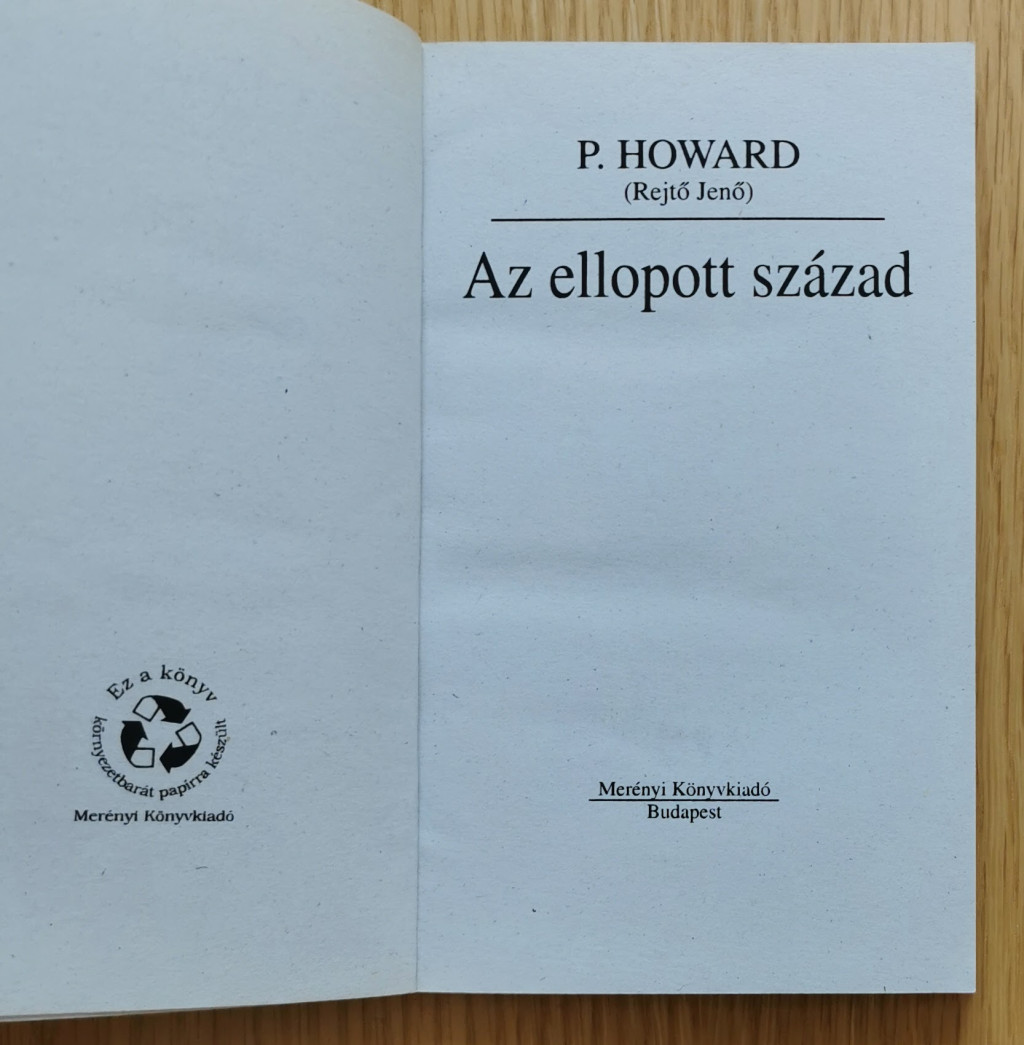 Ez a könyv
környezetbarát papírra készült
Merényi Könyvkiadó
P. HOWARD
(Rejtő Jenő)
Az ellopott század
Merényi Könyvkiadó
Budapest